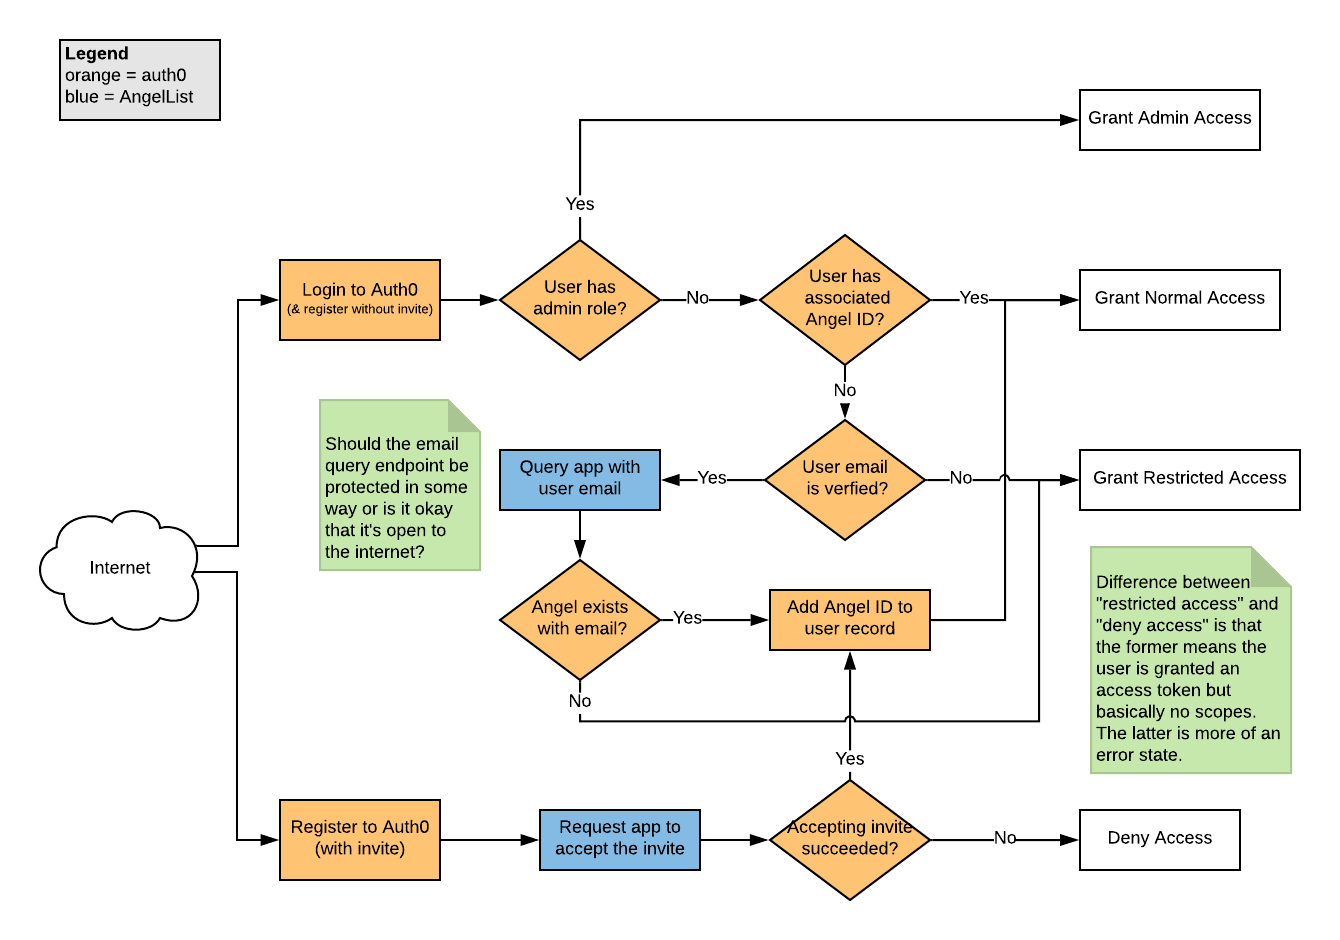 Legend
orange = auth0
blue = AngelList
Grant Admin Access
Yes
Login to Auth0
(& register without invite)
User has
admin role?
No
User has
associated
Angel ID?
Yes
Grant Normal Access
No
Should the email
query endpoint be
protected in some
way or is it okay
that it's open to
the internet?
Query app with
user email
Yes
User email
is verfied?
No
Grant Restricted Access
Internet
Angel exists
with email?
Yes
Add Angel ID to
user record
No
Difference between
"restricted access" and
"deny access" is that
the former means the
user is granted an
access token but
basically no scopes.
The latter is more of an
error state.
Yes
Register to Auth0
(with invite)
Request app to
accept the invite
Accepting invite
succeeded?
No
Deny Access